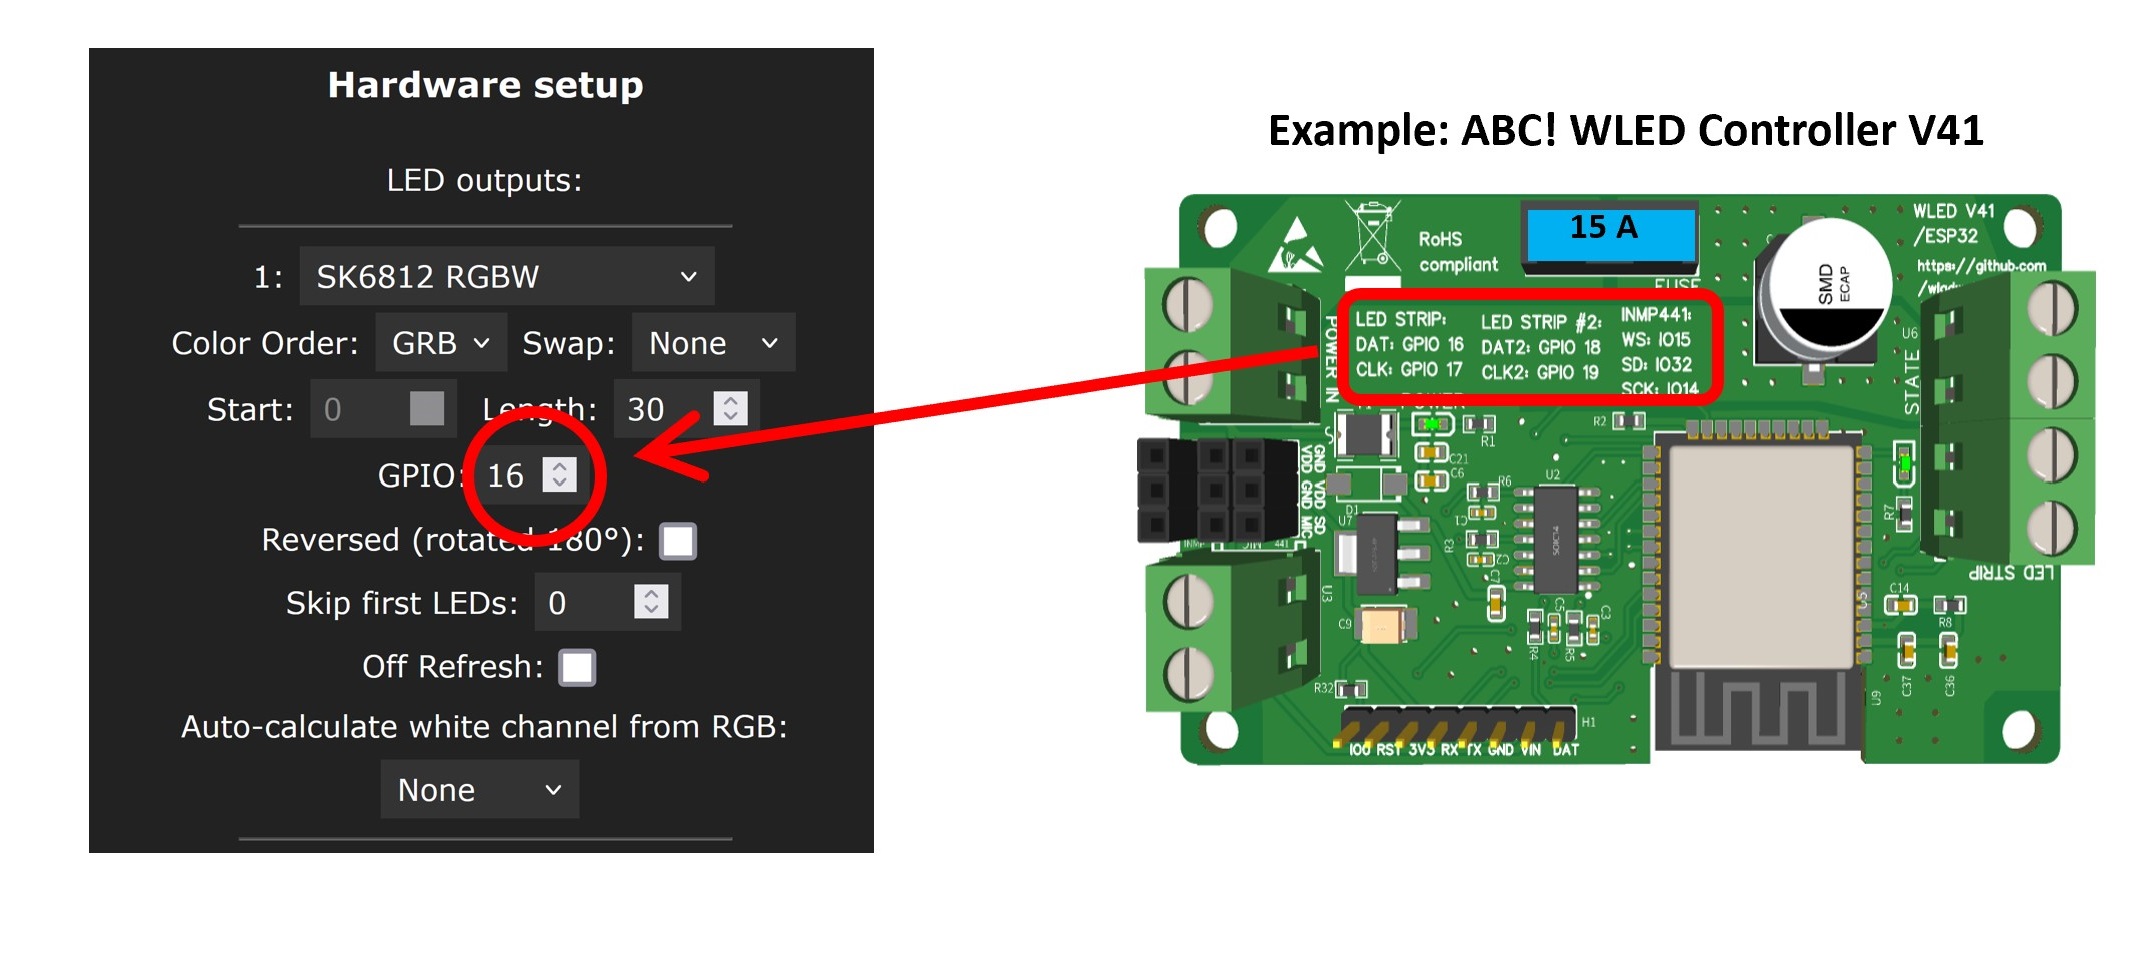 Hardware setup
LED outputs:
1: SK6812 RGBW
Color Order: GRB Swap: None
Start: 0 Length: 30
GPIO: 16
Reversed (rotated 180°):
Skip first LEDs: 0
Off Refresh:
Auto-calculate white channel from RGB:
None
Example: ABC! WLED Controller V41
RoHS
compliant
15 A
FUSE
SMD
ECAP
WLED V41
/ESP32
https://github.com
LED STRIP:
DAT: GPIO 16
CLK: GPIO 17
LED STRIP #2:
DAT2: GPIO 18
CLK2: GPIO 19
INMP441:
WS: IO15
SD: IO32
SCK: IO14
POWER IN
POWER
STATE
U6
R1
R2
C21
C6
GND VDD SD
VDD GND MIC
D1
U7
R6
C1
R3
C2
C7
U2
SOIC14
R7
LED STRIP
U3
C9
R4
C5
R5
C3
C14
R8
C37
C36
U9
R32
H1
IO0 RST 3V3 RX TX GND VIN DAT
MIC 441